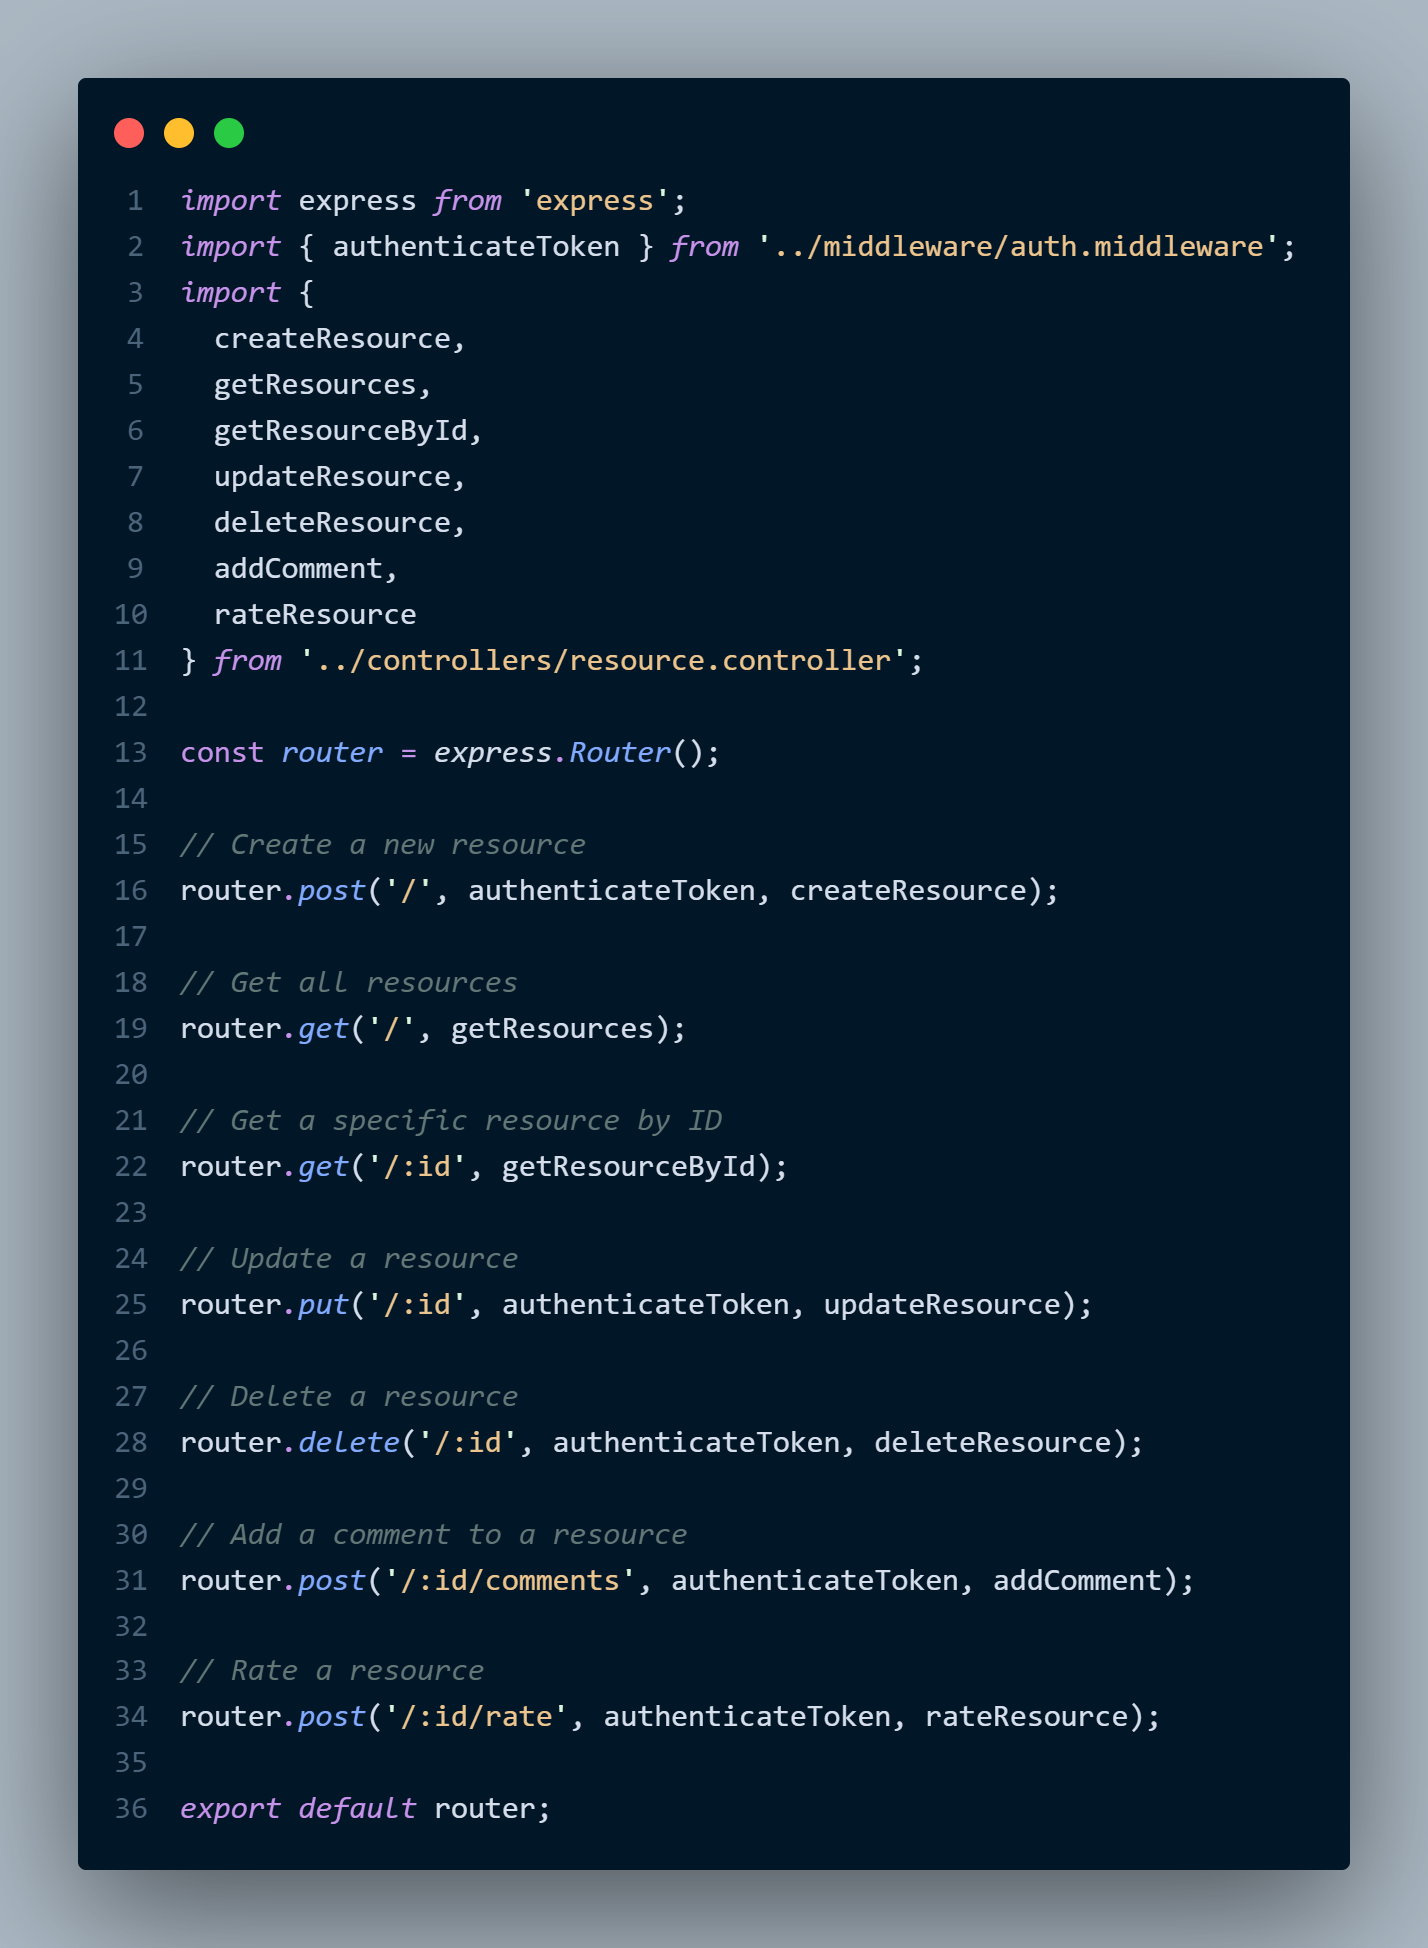 1 import express from 'express';
2 import { authenticateToken } from '../middleware/auth.middleware';
3 import {
4   createResource,
5   getResources,
6   getResourceById,
7   updateResource,
8   deleteResource,
9   addComment,
10   rateResource
11 } from '../controllers/resource.controller';
12
13 const router = express.Router();
14
15 // Create a new resource
16 router.post('/', authenticateToken, createResource);
17
18 // Get all resources
19 router.get('/', getResources);
20
21 // Get a specific resource by ID
22 router.get('/:id', getResourceById);
23
24 // Update a resource
25 router.put('/:id', authenticateToken, updateResource);
26
27 // Delete a resource
28 router.delete('/:id', authenticateToken, deleteResource);
29
30 // Add a comment to a resource
31 router.post('/:id/comments', authenticateToken, addComment);
32
33 // Rate a resource
34 router.post('/:id/rate', authenticateToken, rateResource);
35
36 export default router;